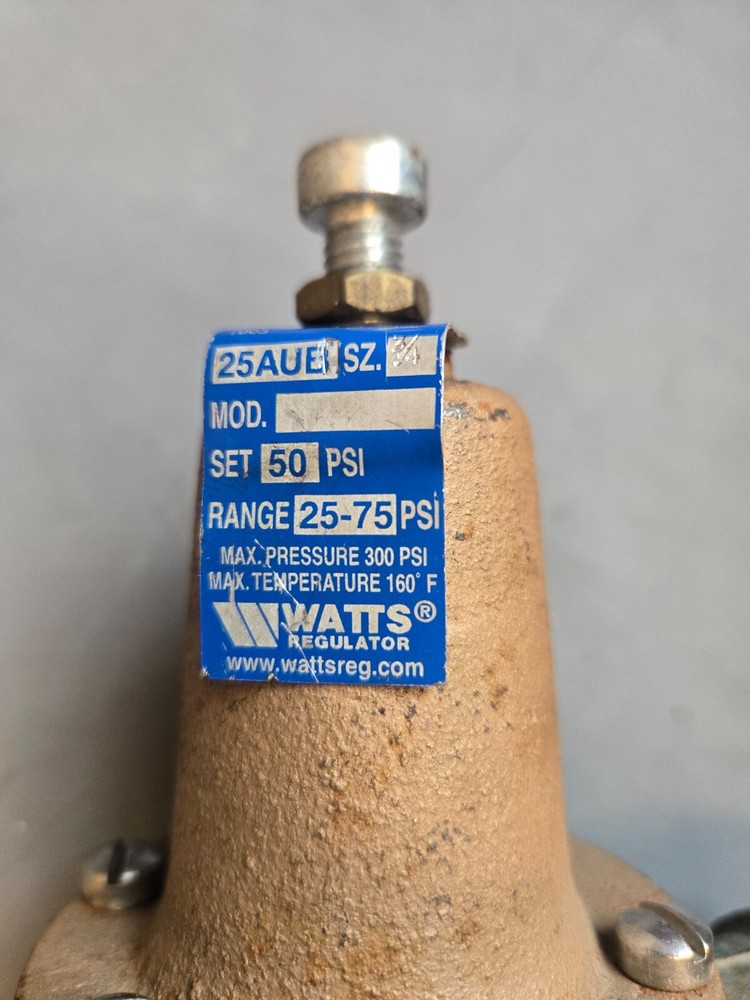 25AUB SZ. 3/4
MOD.
SET 50 PSI
RANGE 25-75 PSI
MAX. PRESSURE 300 PSI
MAX. TEMPERATURE 160° F
WATTS®
REGULATOR
www.wattsreg.com